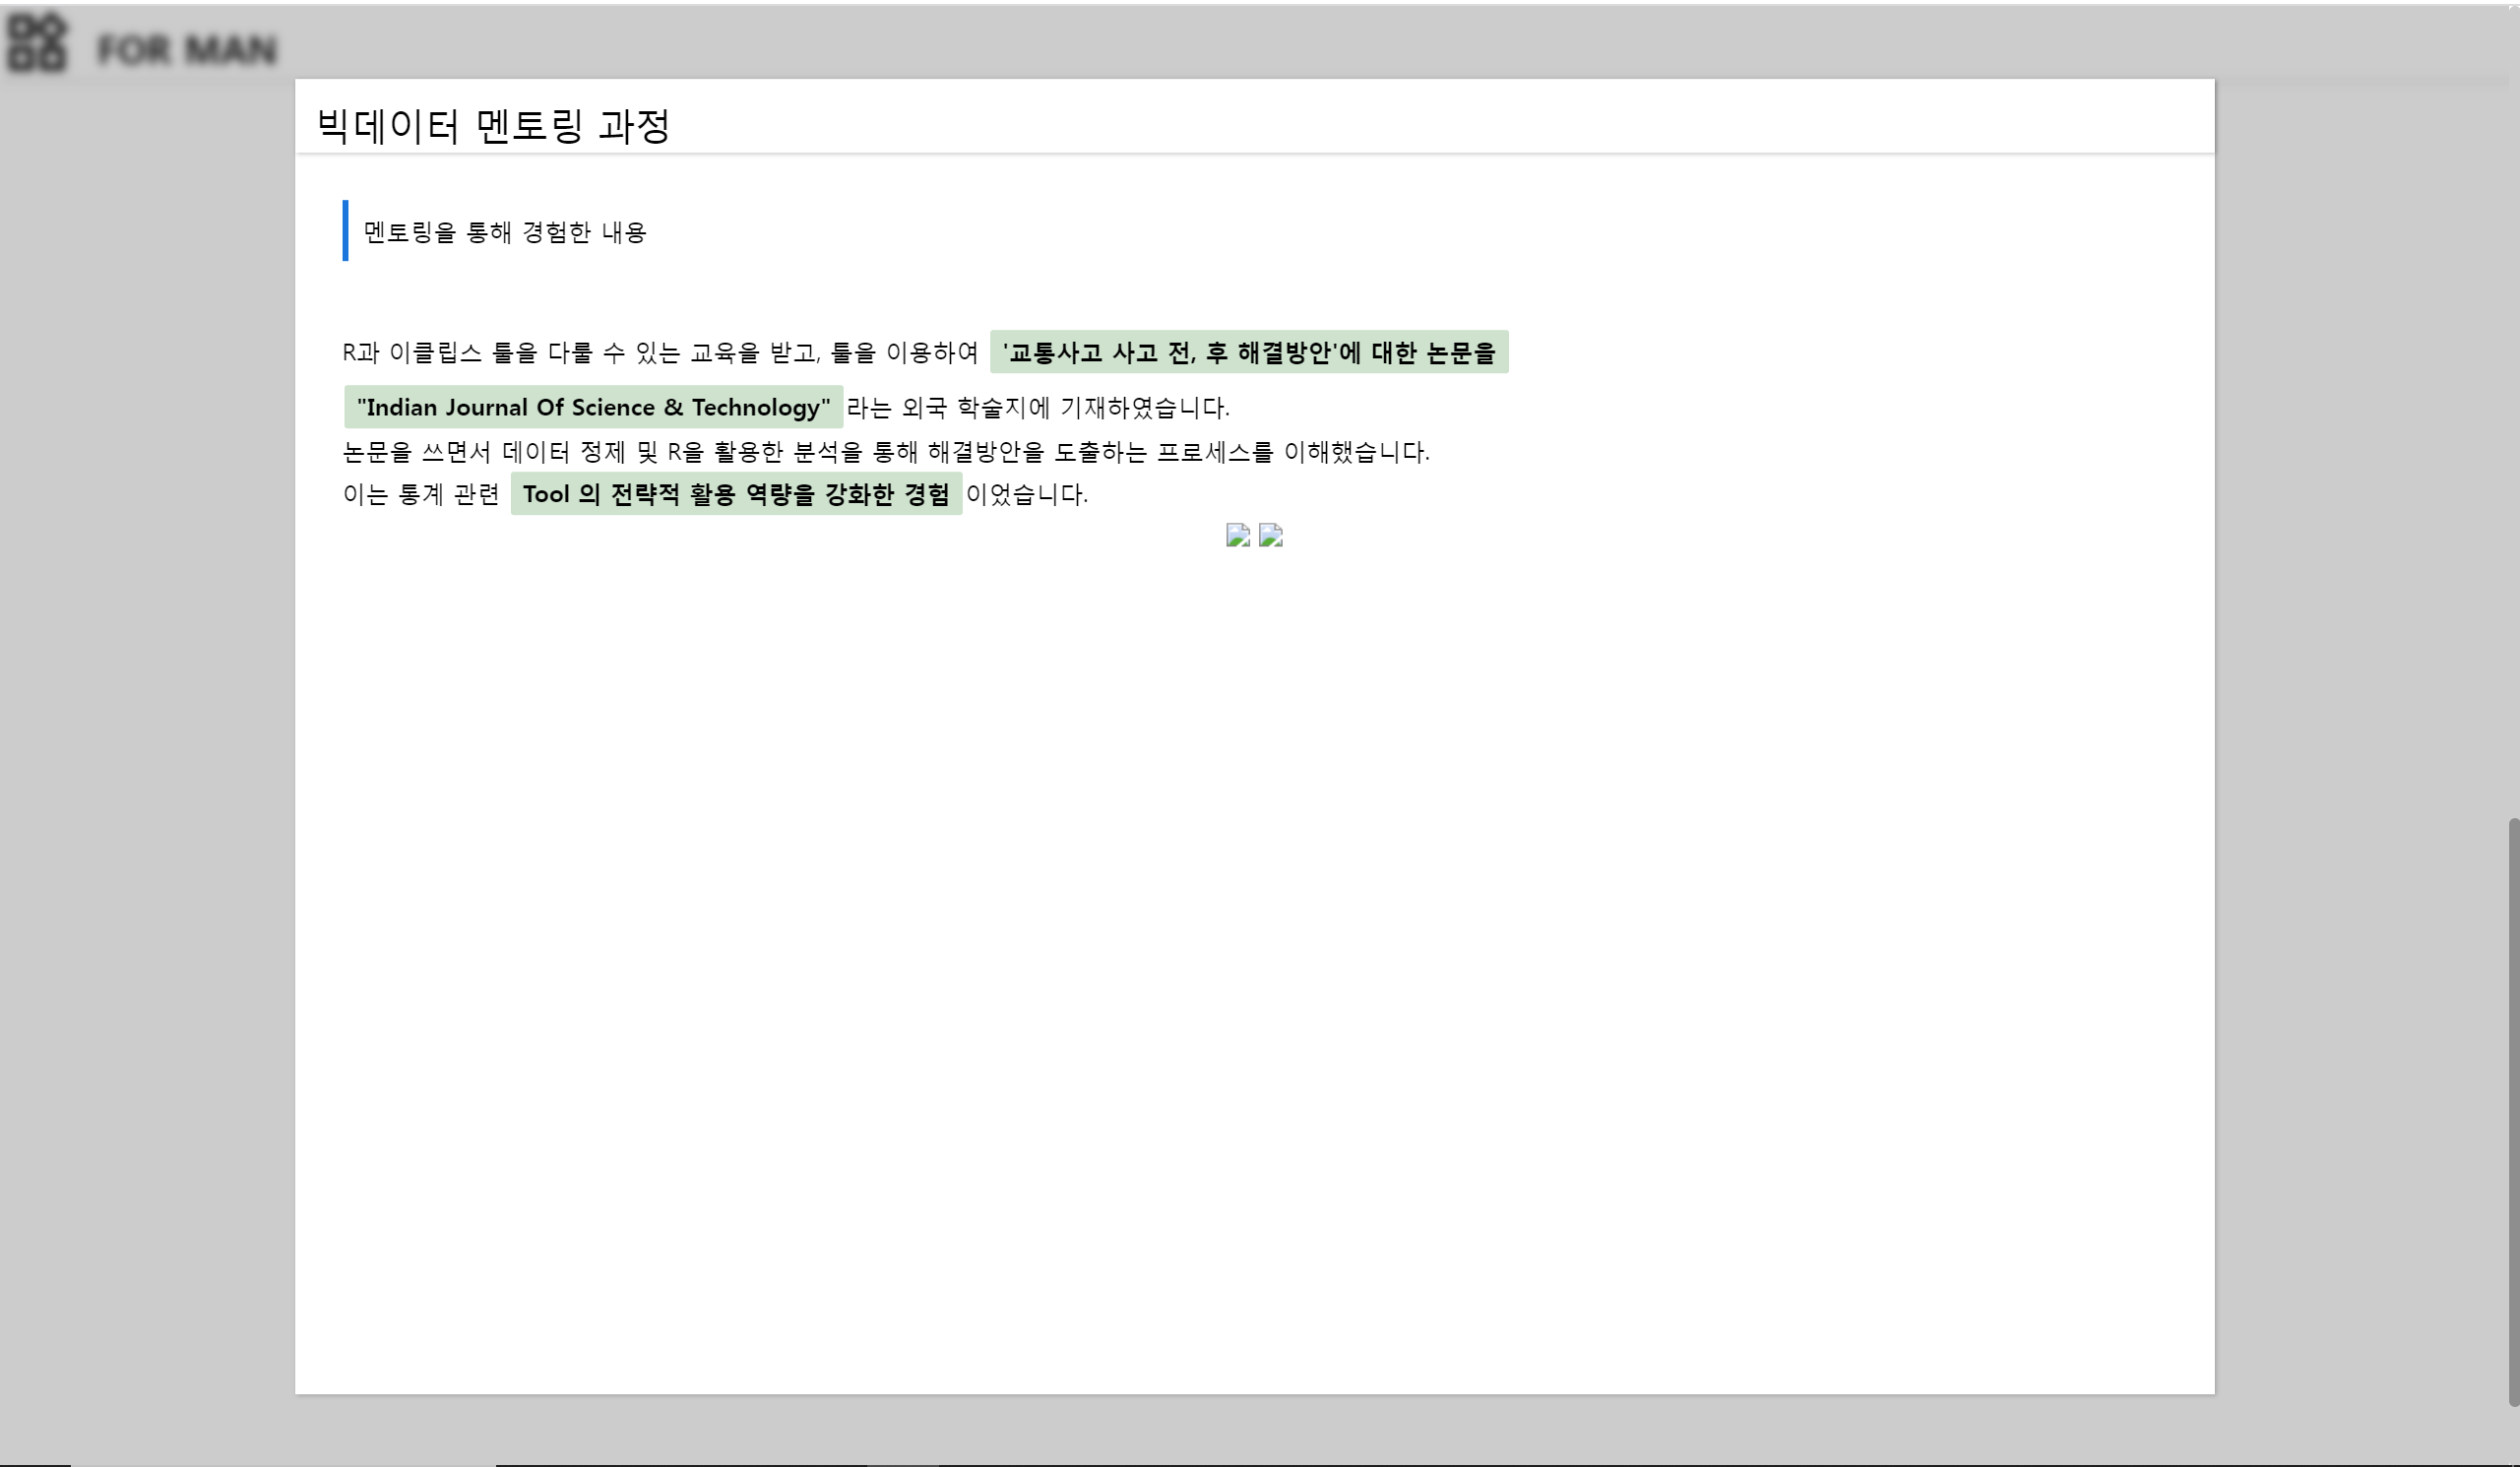 FOR MAN
빅데이터 멘토링 과정
멘토링을 통해 경험한 내용
R과 이클립스 툴을 다룰 수 있는 교육을 받고, 툴을 이용하여 '교통사고 사고 전, 후 해결방안'에 대한 논문을
"Indian Journal Of Science & Technology" 라는 외국 학술지에 기재하였습니다.
논문을 쓰면서 데이터 정제 및 R을 활용한 분석을 통해 해결방안을 도출하는 프로세스를 이해했습니다.
이는 통계 관련 Tool 의 전략적 활용 역량을 강화한 경험 이었습니다.